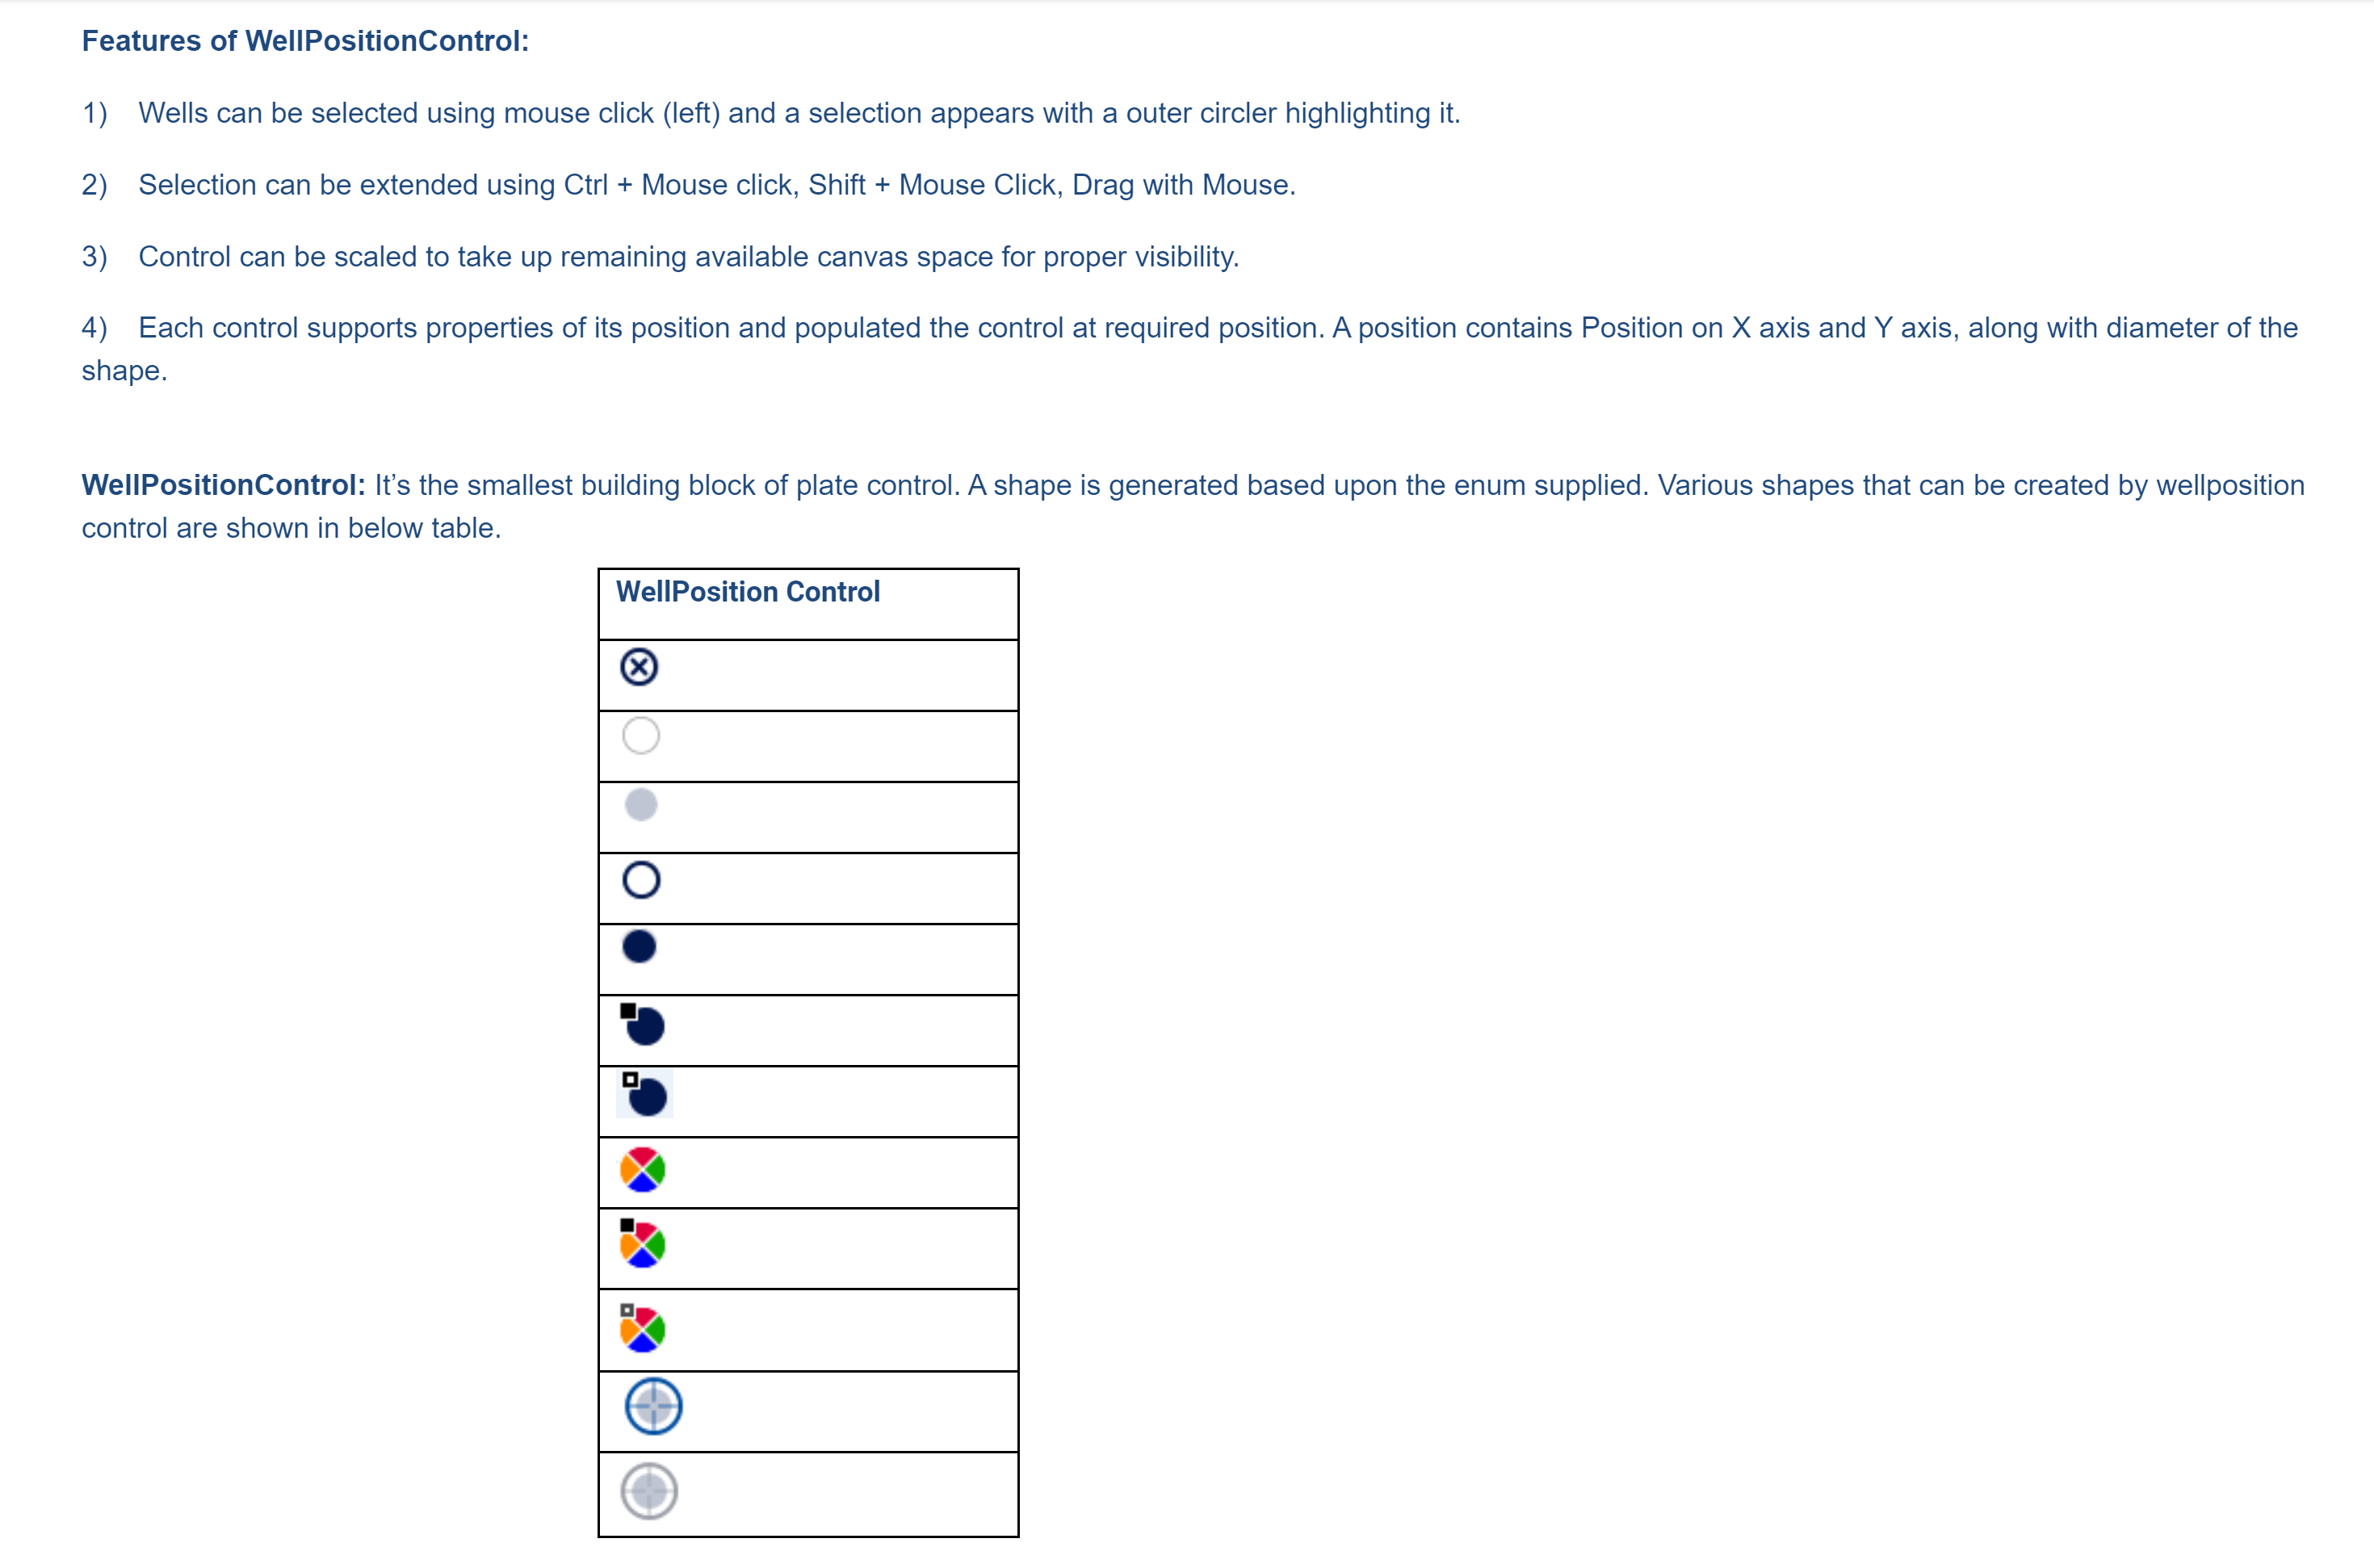 Features of WellPositionControl:
1) Wells can be selected using mouse click (left) and a selection appears with a outer circler highlighting it.
2) Selection can be extended using Ctrl + Mouse click, Shift + Mouse Click, Drag with Mouse.
3) Control can be scaled to take up remaining available canvas space for proper visibility.
4) Each control supports properties of its position and populated the control at required position. A position contains Position on X axis and Y axis, along with diameter of the
shape.
WellPositionControl: It’s the smallest building block of plate control. A shape is generated based upon the enum supplied. Various shapes that can be created by wellposition
control are shown in below table.
WellPosition Control